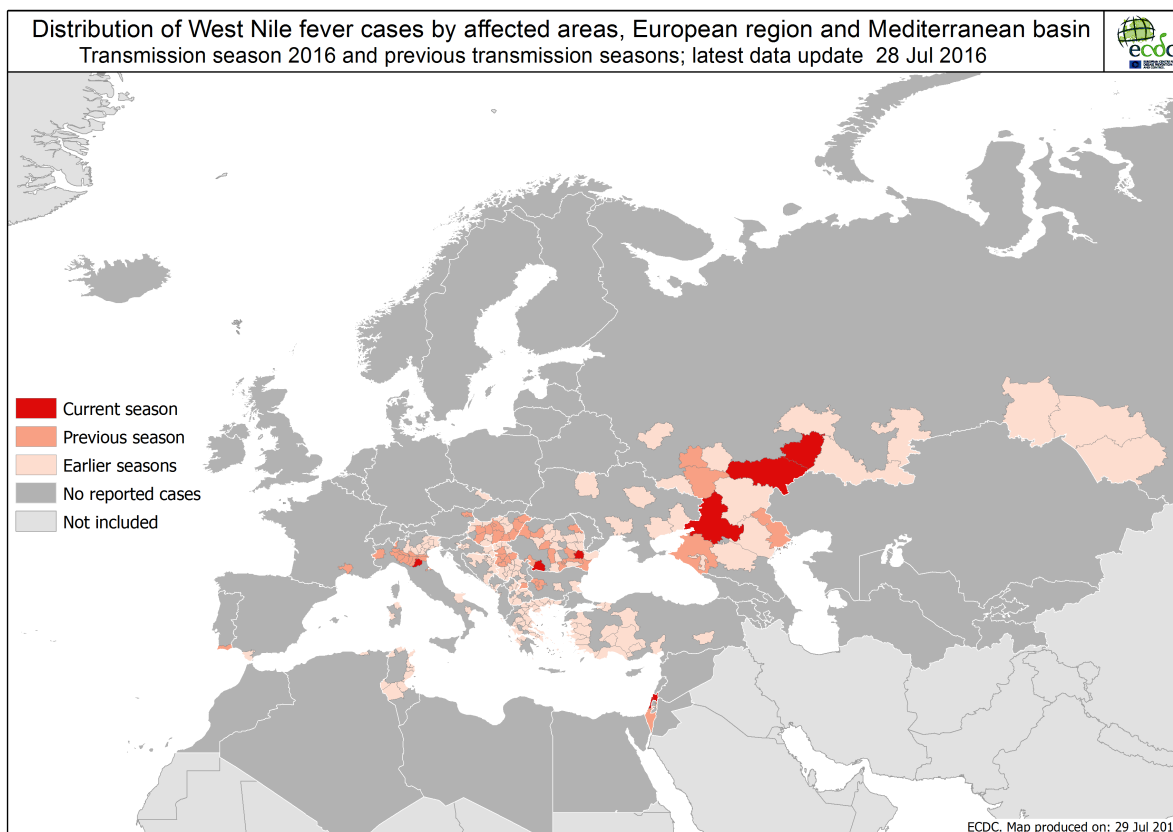 Distribution of West Nile fever cases by affected areas, European region and Mediterranean basin
Transmission season 2016 and previous transmission seasons; latest data update 28 Jul 2016
ecdc
Current season
Previous season
Earlier seasons
No reported cases
Not included
ECDC. Map produced on: 29 Jul 201